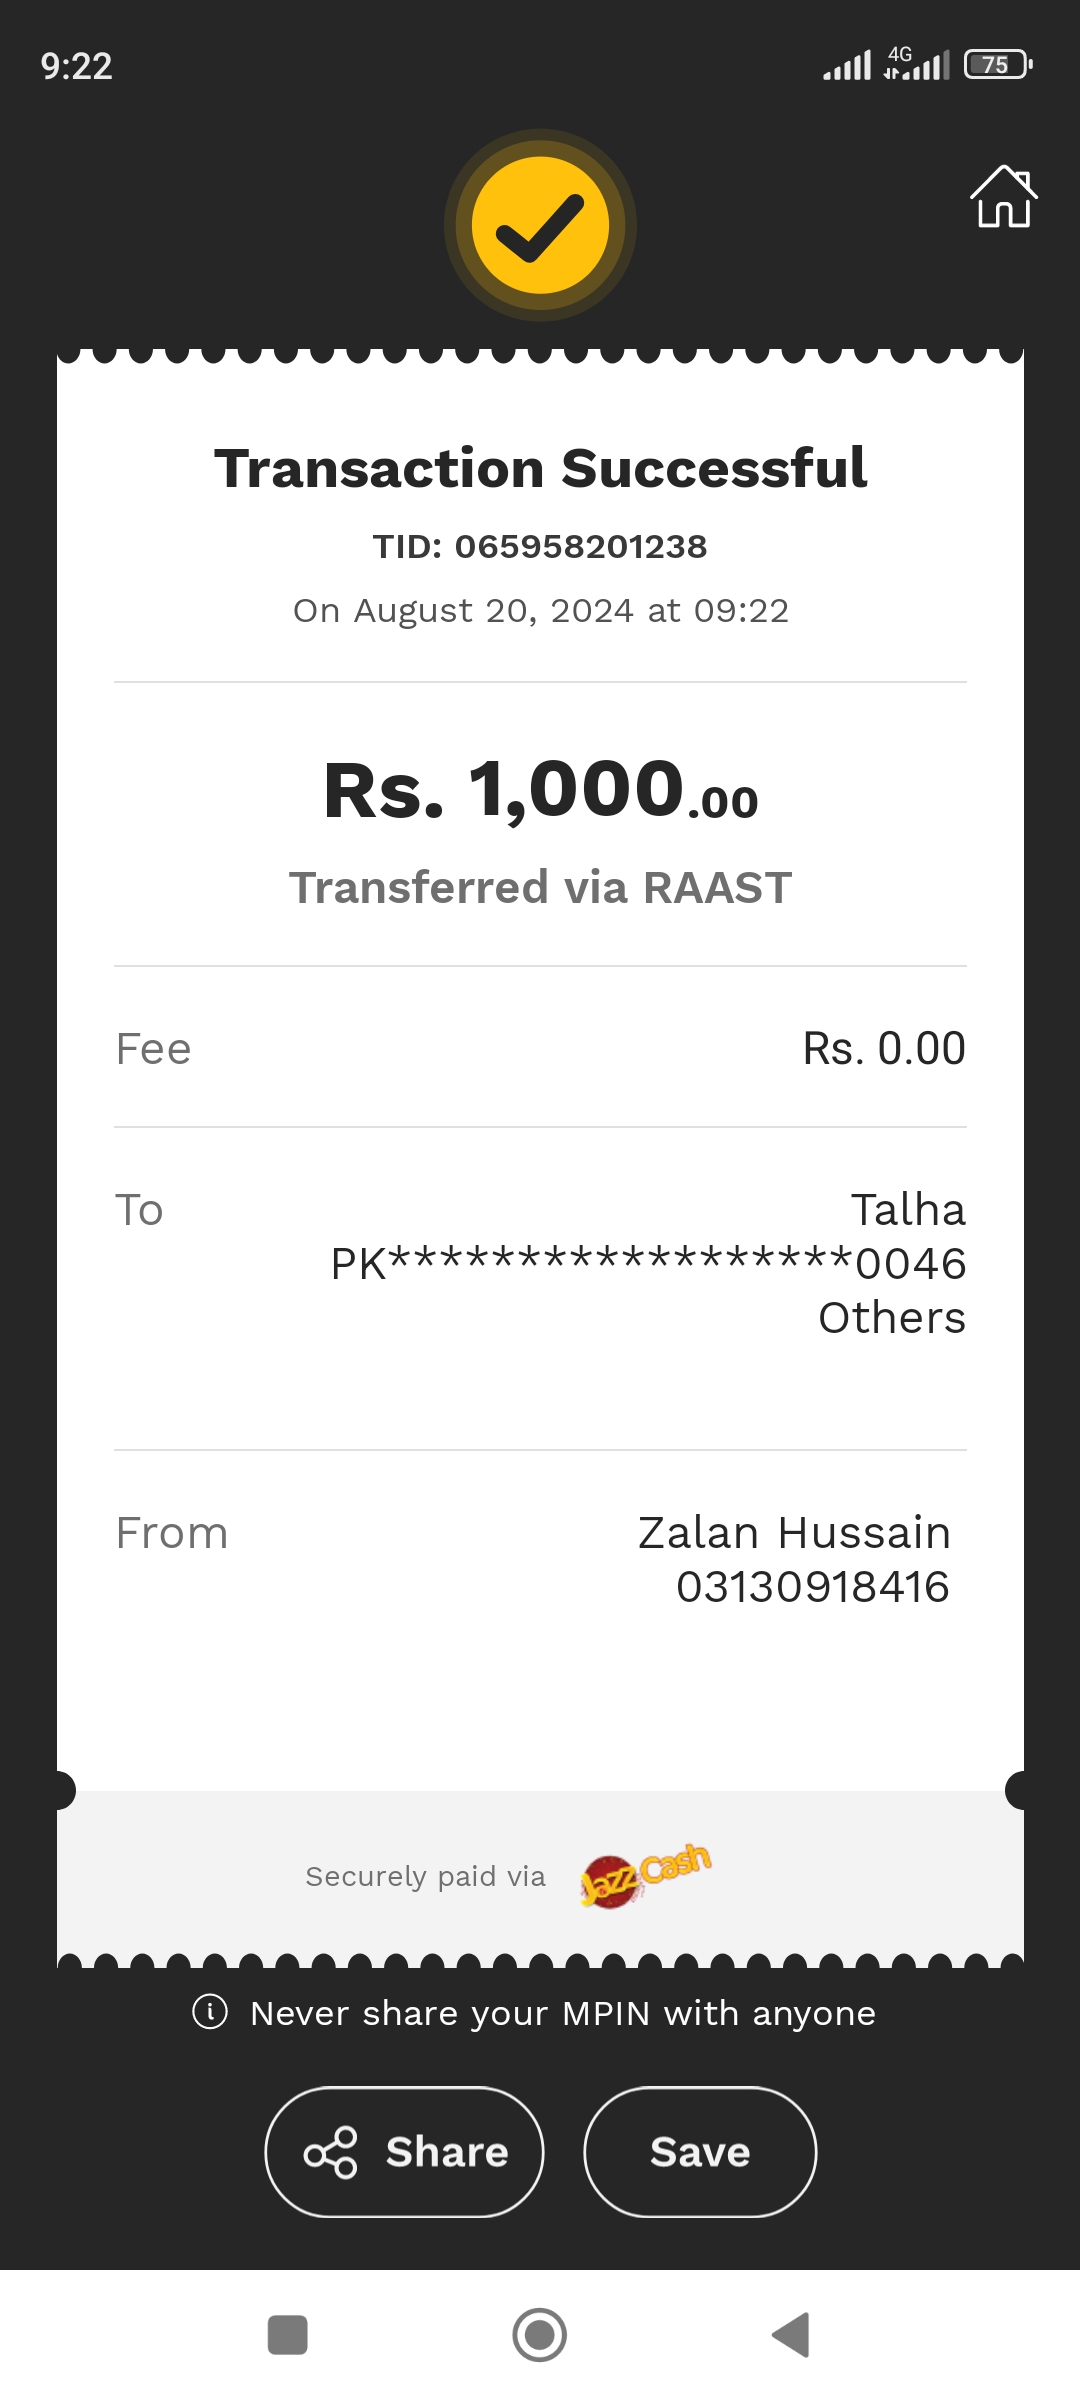 9:22
4G
75
Transaction Successful
TID: 065958201238
On August 20, 2024 at 09:22
Rs. 1,000.00
Transferred via RAAST
Fee Rs. 0.00
To Talha
PK******************0046
Others
From Zalan Hussain
03130918416
Securely paid via JazzCash
Never share your MPIN with anyone
Share Save